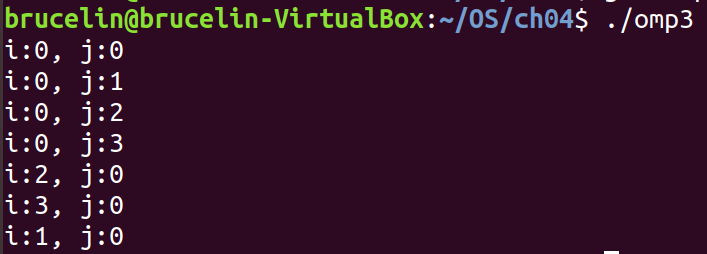 brucelin@brucelin-VirtualBox:~/OS/ch04$ ./omp3
i:0, j:0
i:0, j:1
i:0, j:2
i:0, j:3
i:2, j:0
i:3, j:0
i:1, j:0